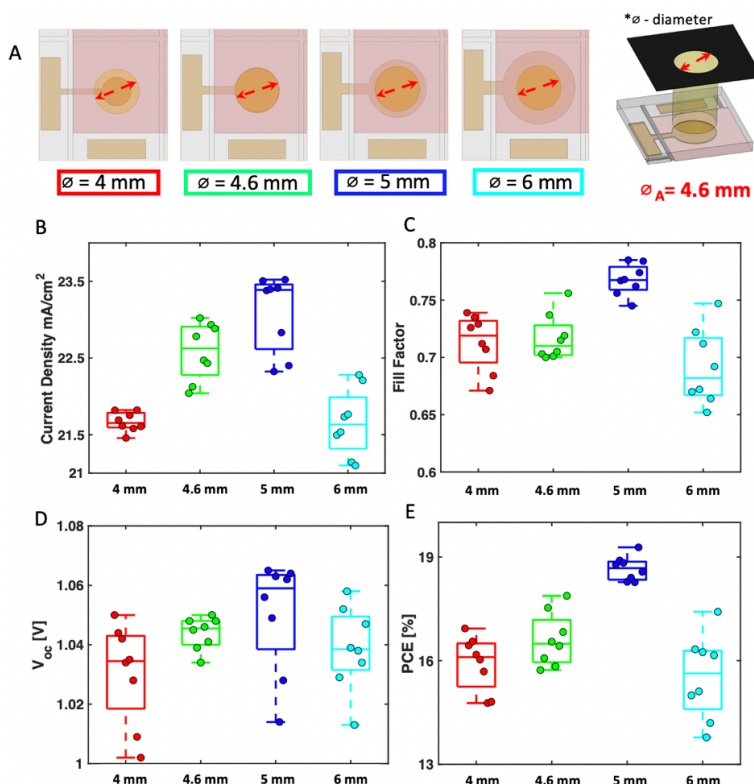 A
*ø - diameter
ø = 4 mm
ø = 4.6 mm
ø = 5 mm
ø = 6 mm
øA= 4.6 mm
B
Current Density mA/cm²
23.5
22.5
21.5
21
4 mm
4.6 mm
5 mm
6 mm
C
Fill Factor
0.8
0.75
0.7
0.65
0.6
4 mm
4.6 mm
5 mm
6 mm
D
Voc [V]
1.08
1.06
1.04
1.02
1
4 mm
4.6 mm
5 mm
6 mm
E
PCE [%]
19
16
13
4 mm
4.6 mm
5 mm
6 mm